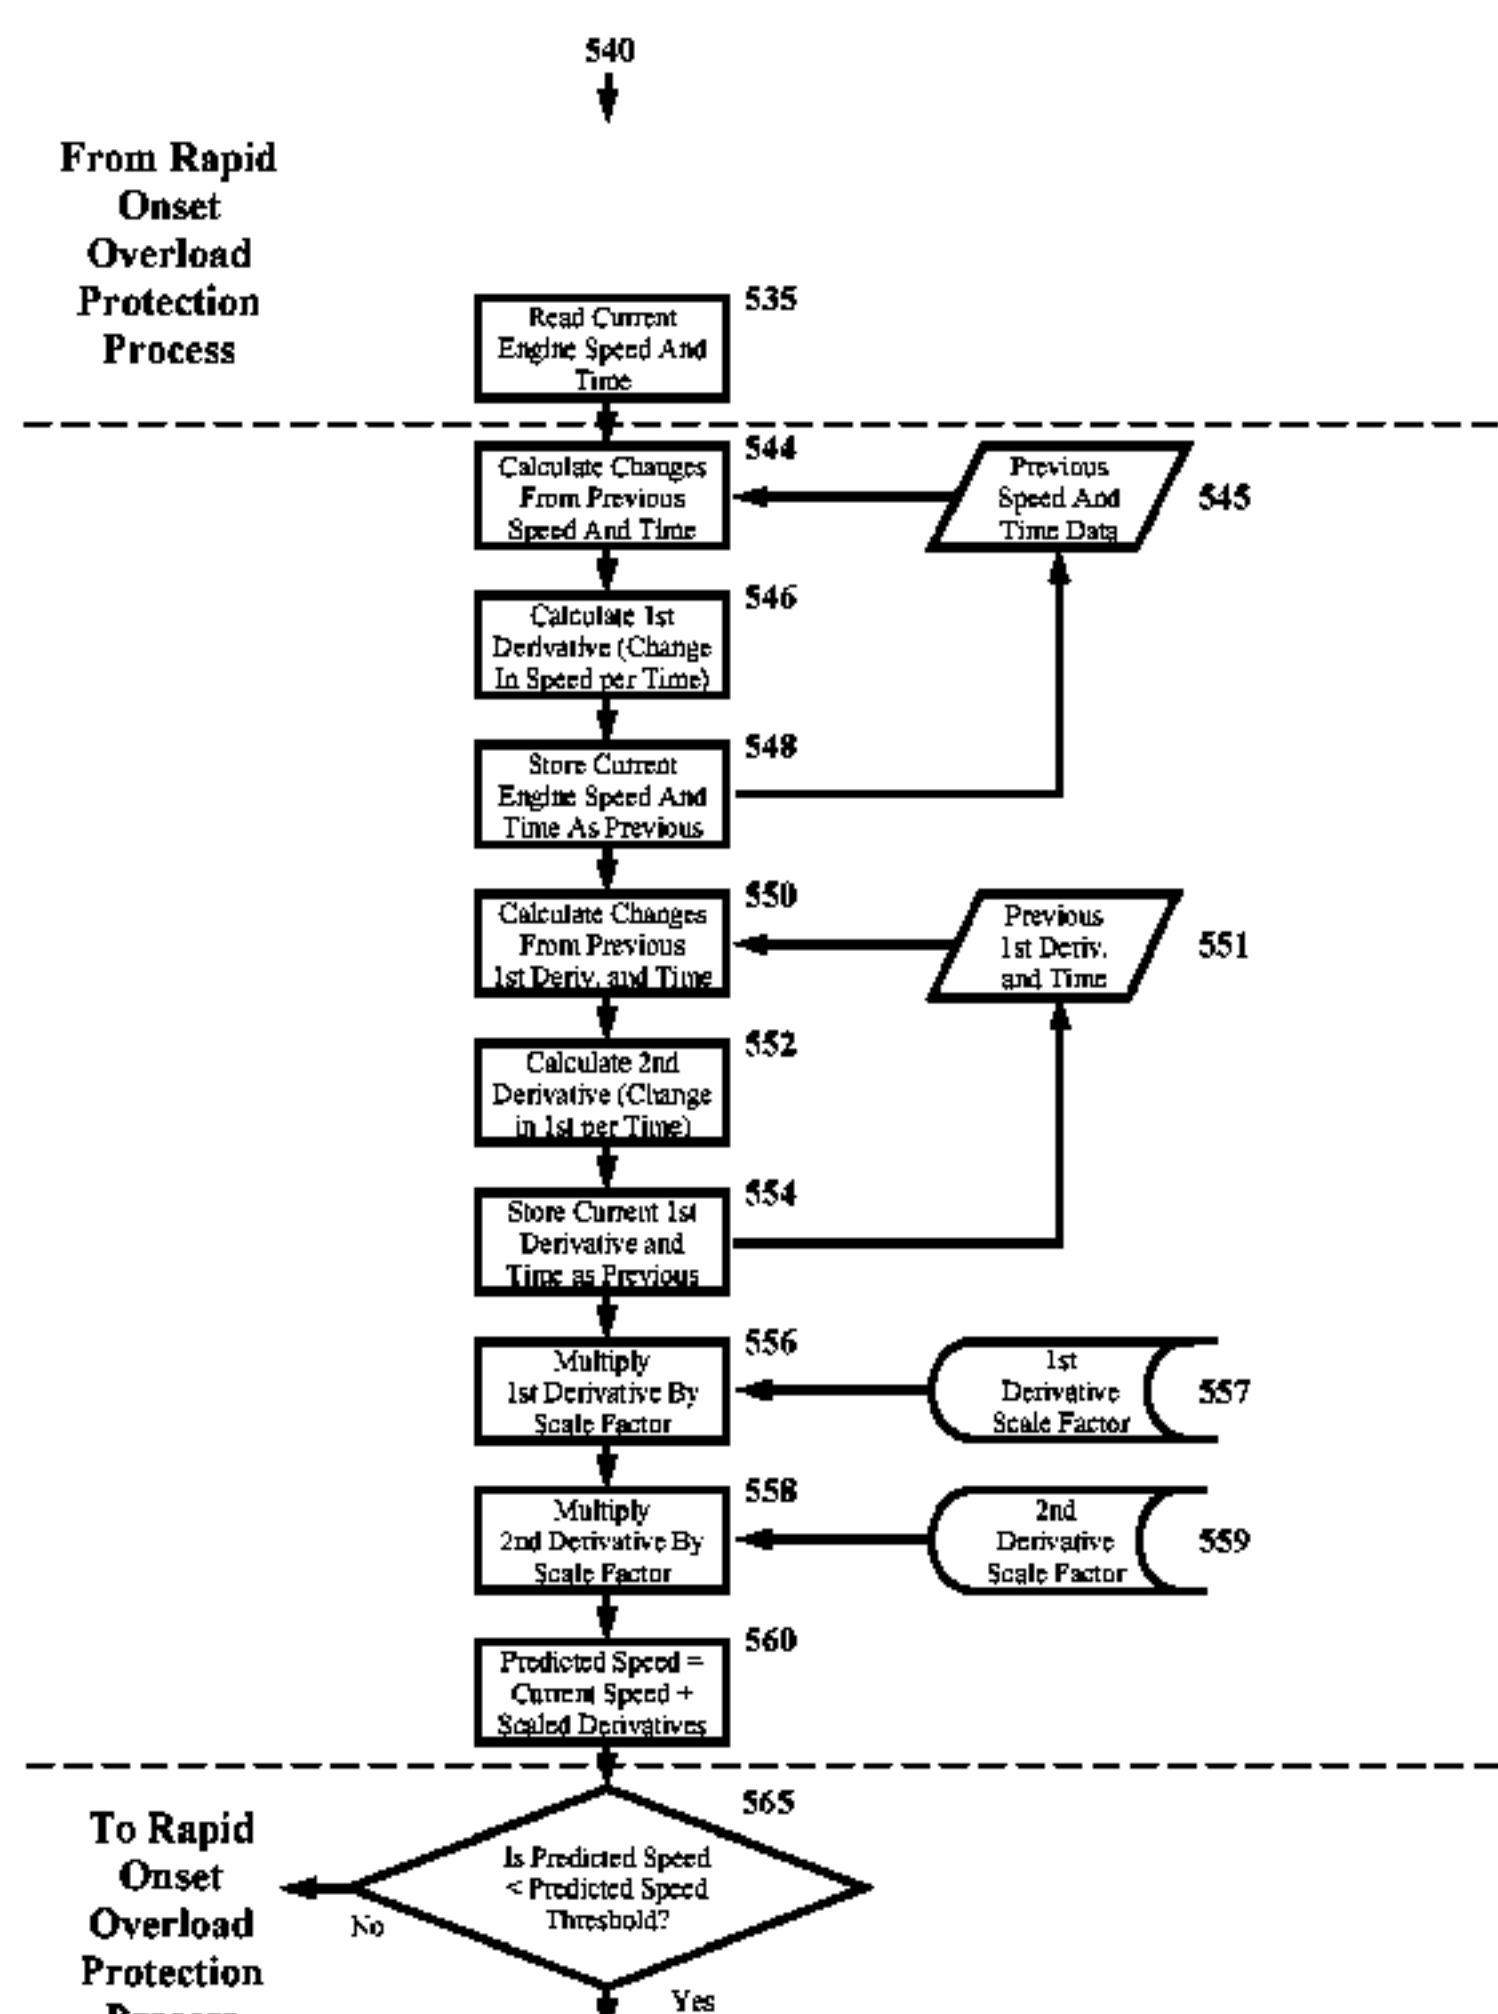 540
From Rapid
Onset
Overload
Protection
Process
535
Read Current
Engine Speed And
Time
544
Calculate Changes
From Previous
Speed And Time
Previous
Speed And
Time Data
545
546
Calculate 1st
Derivative (Change
In Speed per Time)
548
Store Current
Engine Speed And
Time As Previous
550
Calculate Changes
From Previous
1st Deriv. and Time
Previous
1st Deriv.
and Time
551
552
Calculate 2nd
Derivative (Change
in 1st per Time)
554
Store Current 1st
Derivative and
Time as Previous
556
Multiply
1st Derivative By
Scale Factor
1st
Derivative
Scale Factor
557
558
Multiply
2nd Derivative By
Scale Factor
2nd
Derivative
Scale Factor
559
560
Predicted Speed =
Current Speed +
Scaled Derivatives
565
Is Predicted Speed
< Predicted Speed
Threshold?
No
Yes
To Rapid
Onset
Overload
Protection
Process